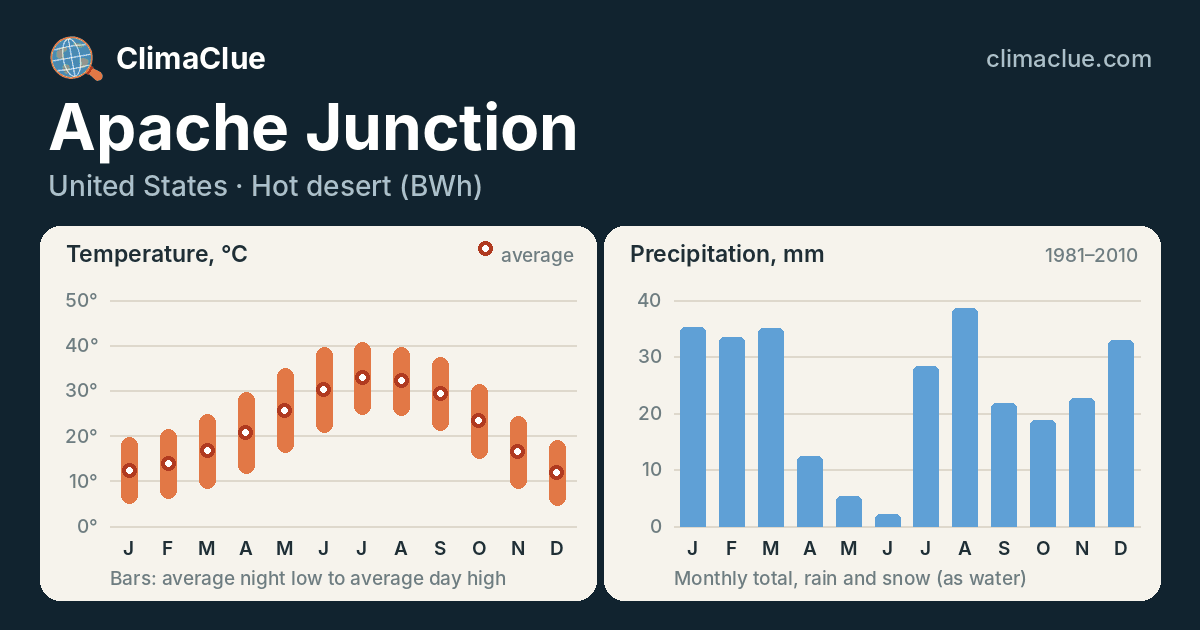 ClimaClue
climaclue.com
Apache Junction
United States · Hot desert (BWh)
Temperature, °C
average
50°
40°
30°
20°
10°
0°
J F M A M J J A S O N D
Bars: average night low to average day high
Precipitation, mm
1981–2010
40
30
20
10
0
J F M A M J J A S O N D
Monthly total, rain and snow (as water)